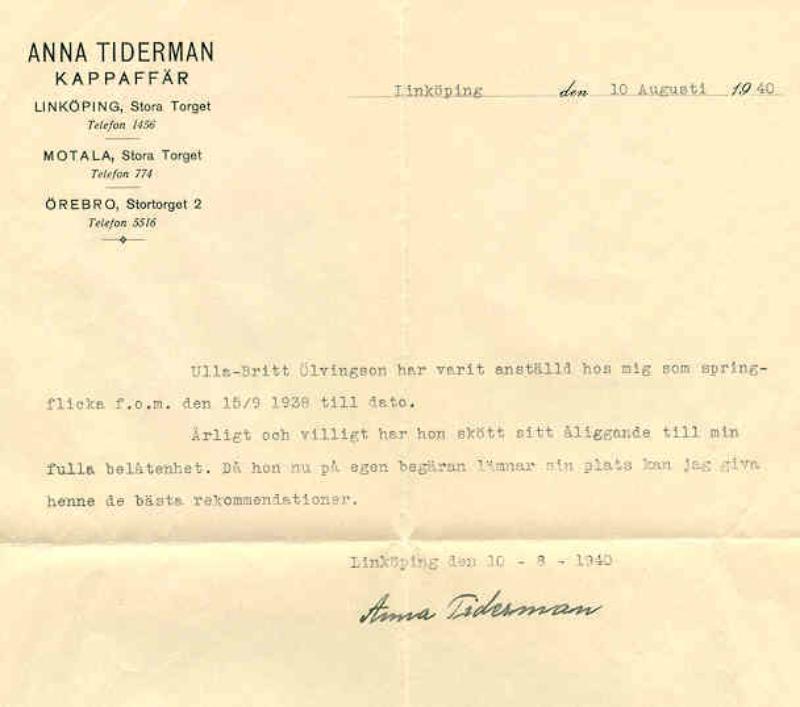 ANNA TIDERMAN
KAPPAFFÄR
LINKÖPING, Stora Torget
Telefon 1456
MOTALA, Stora Torget
Telefon 774
ÖREBRO, Stortorget 2
Telefon 5516
Linköping den 10 Augusti 1940
Ulla-Britt Ölvingson har varit anställd hos mig som spring-
flicka f.o.m. den 15/9 1938 till dato.
Ärligt och villigt har hon skött sitt åliggande till min
fulla belåtenhet. Då hon nu på egen begäran lämnar sin plats kan jag giva
henne de bästa rekommendationer.
Linköping den 10 - 8 - 1940
Anna Tiderman